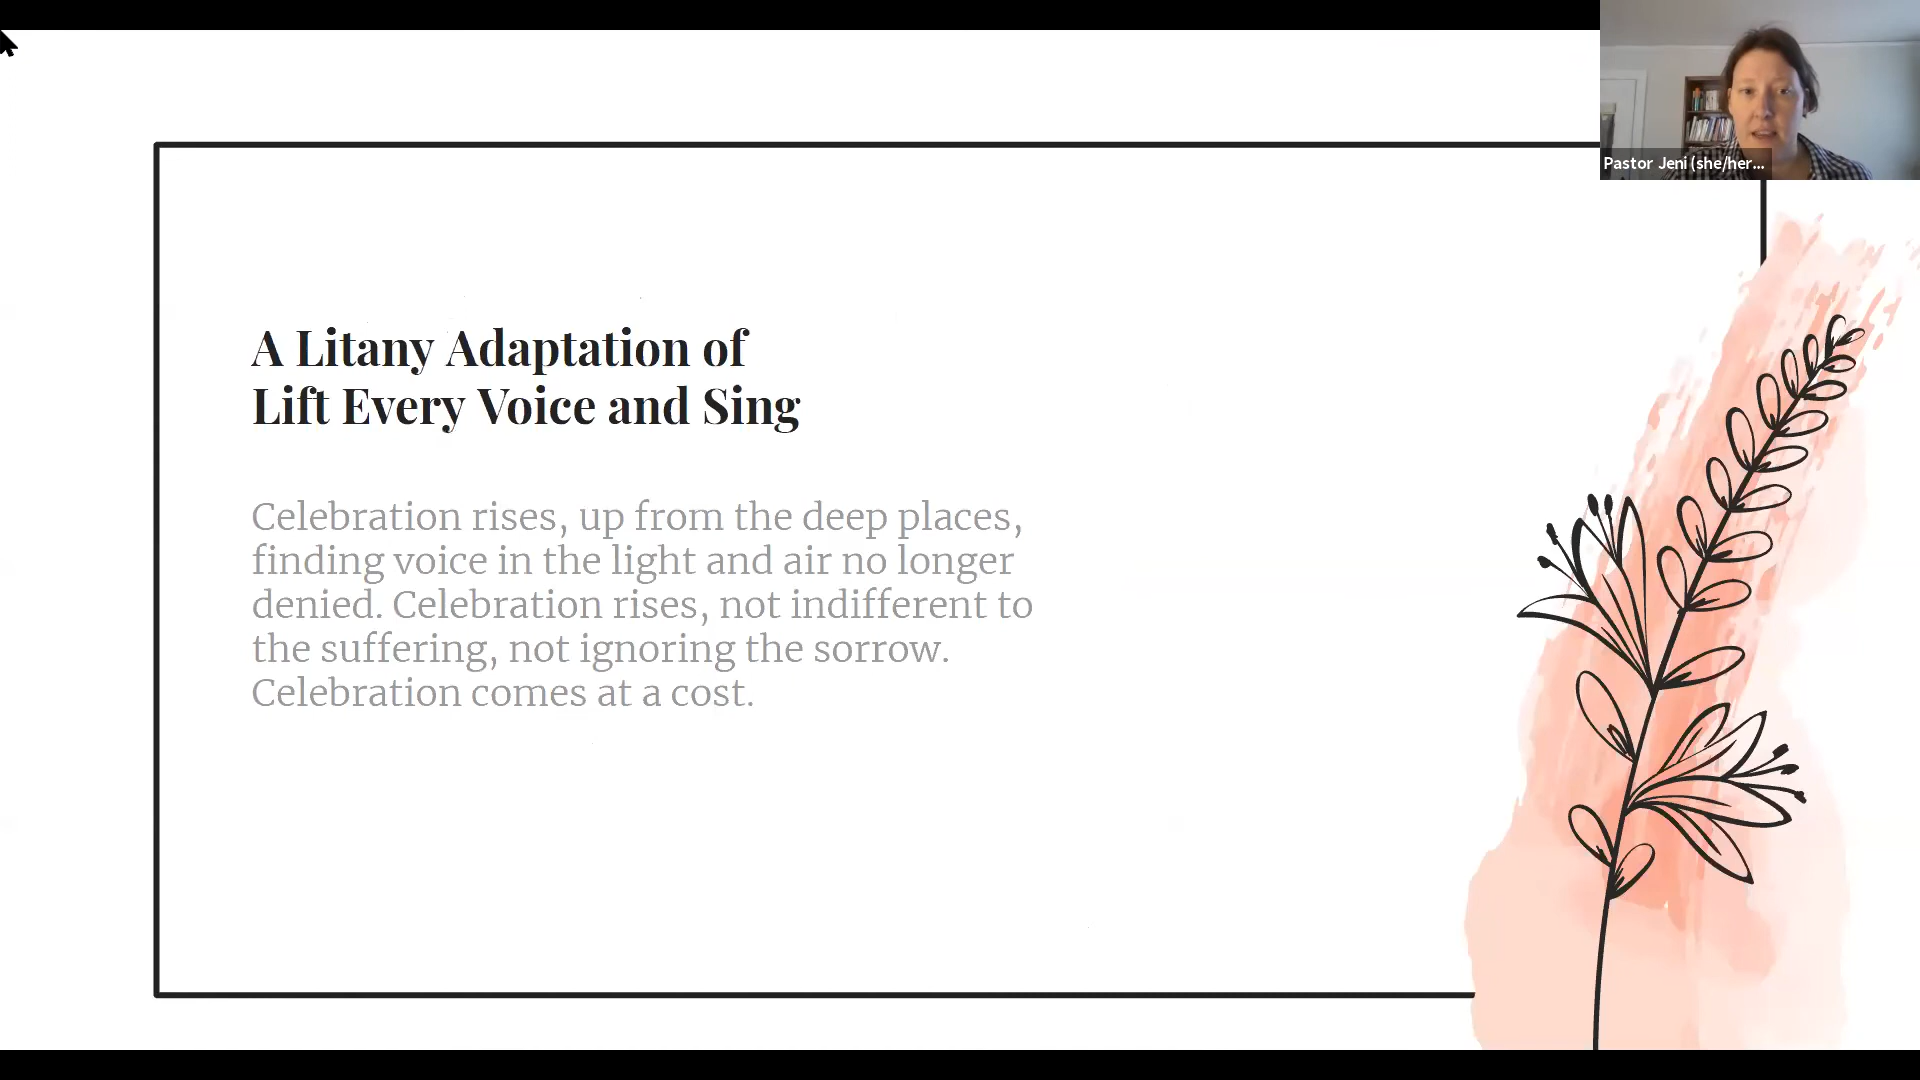 Pastor Jeni (she/her...
A Litany Adaptation of
Lift Every Voice and Sing
Celebration rises, up from the deep places,
finding voice in the light and air no longer
denied. Celebration rises, not indifferent to
the suffering, not ignoring the sorrow.
Celebration comes at a cost.